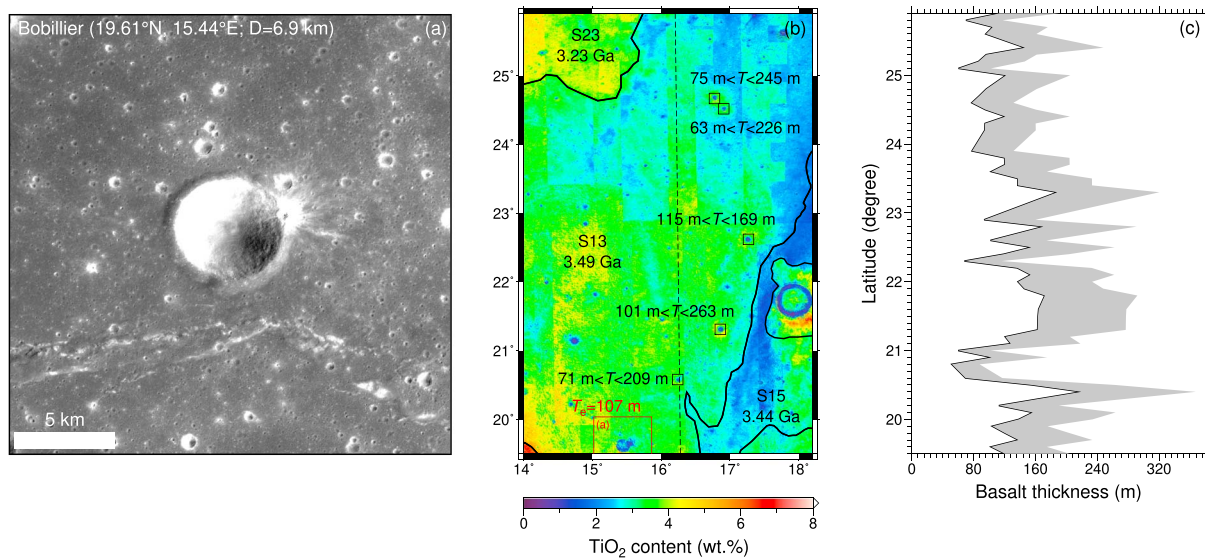 Bobillier (19.61°N, 15.44°E; D=6.9 km)
(a)
5 km
(b)
S23
3.23 Ga
75 m<T<245 m
63 m<T<226 m
115 m<T<169 m
S13
3.49 Ga
101 m<T<263 m
71 m<T<209 m
Te=107 m
(a)
S15
3.44 Ga
25°
24°
23°
22°
21°
20°
14°
15°
16°
17°
18°
0
2
4
6
8
TiO2 content (wt.%)
(c)
Latitude (degree)
25
24
23
22
21
20
0
80
160
240
320
Basalt thickness (m)